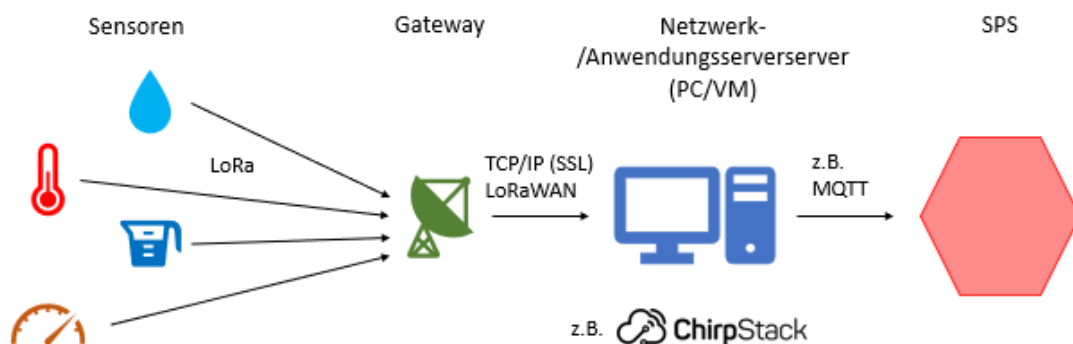 Sensoren
Gateway
Netzwerk-
/Anwendungsserverserver
(PC/VM)
SPS
LoRa
TCP/IP (SSL)
LoRaWAN
z.B.
MQTT
z.B. ChirpStack